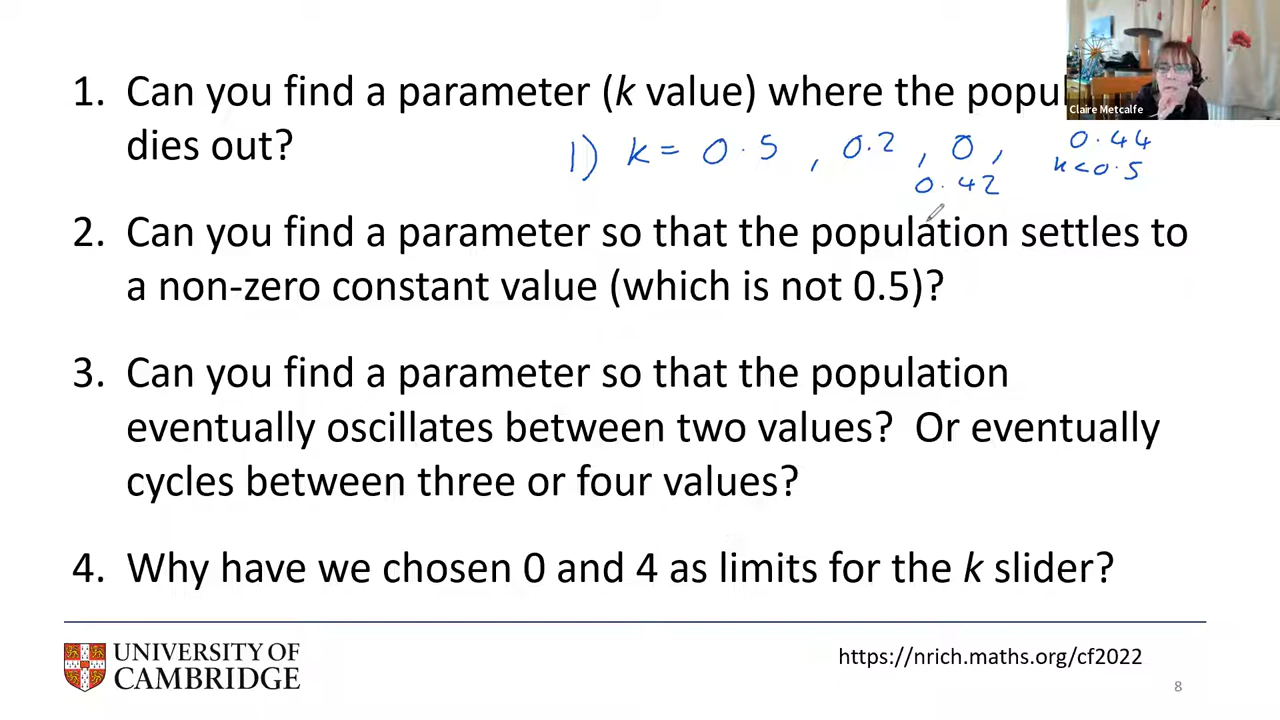 1. Can you find a parameter (k value) where the popul
Claire Metcalfe
dies out?
1) k = 0.5 , 0.2 , 0 , 0.44
0.42 k<0.5
2. Can you find a parameter so that the population settles to
a non-zero constant value (which is not 0.5)?
3. Can you find a parameter so that the population
eventually oscillates between two values? Or eventually
cycles between three or four values?
4. Why have we chosen 0 and 4 as limits for the k slider?
UNIVERSITY OF
CAMBRIDGE
https://nrich.maths.org/cf2022
8